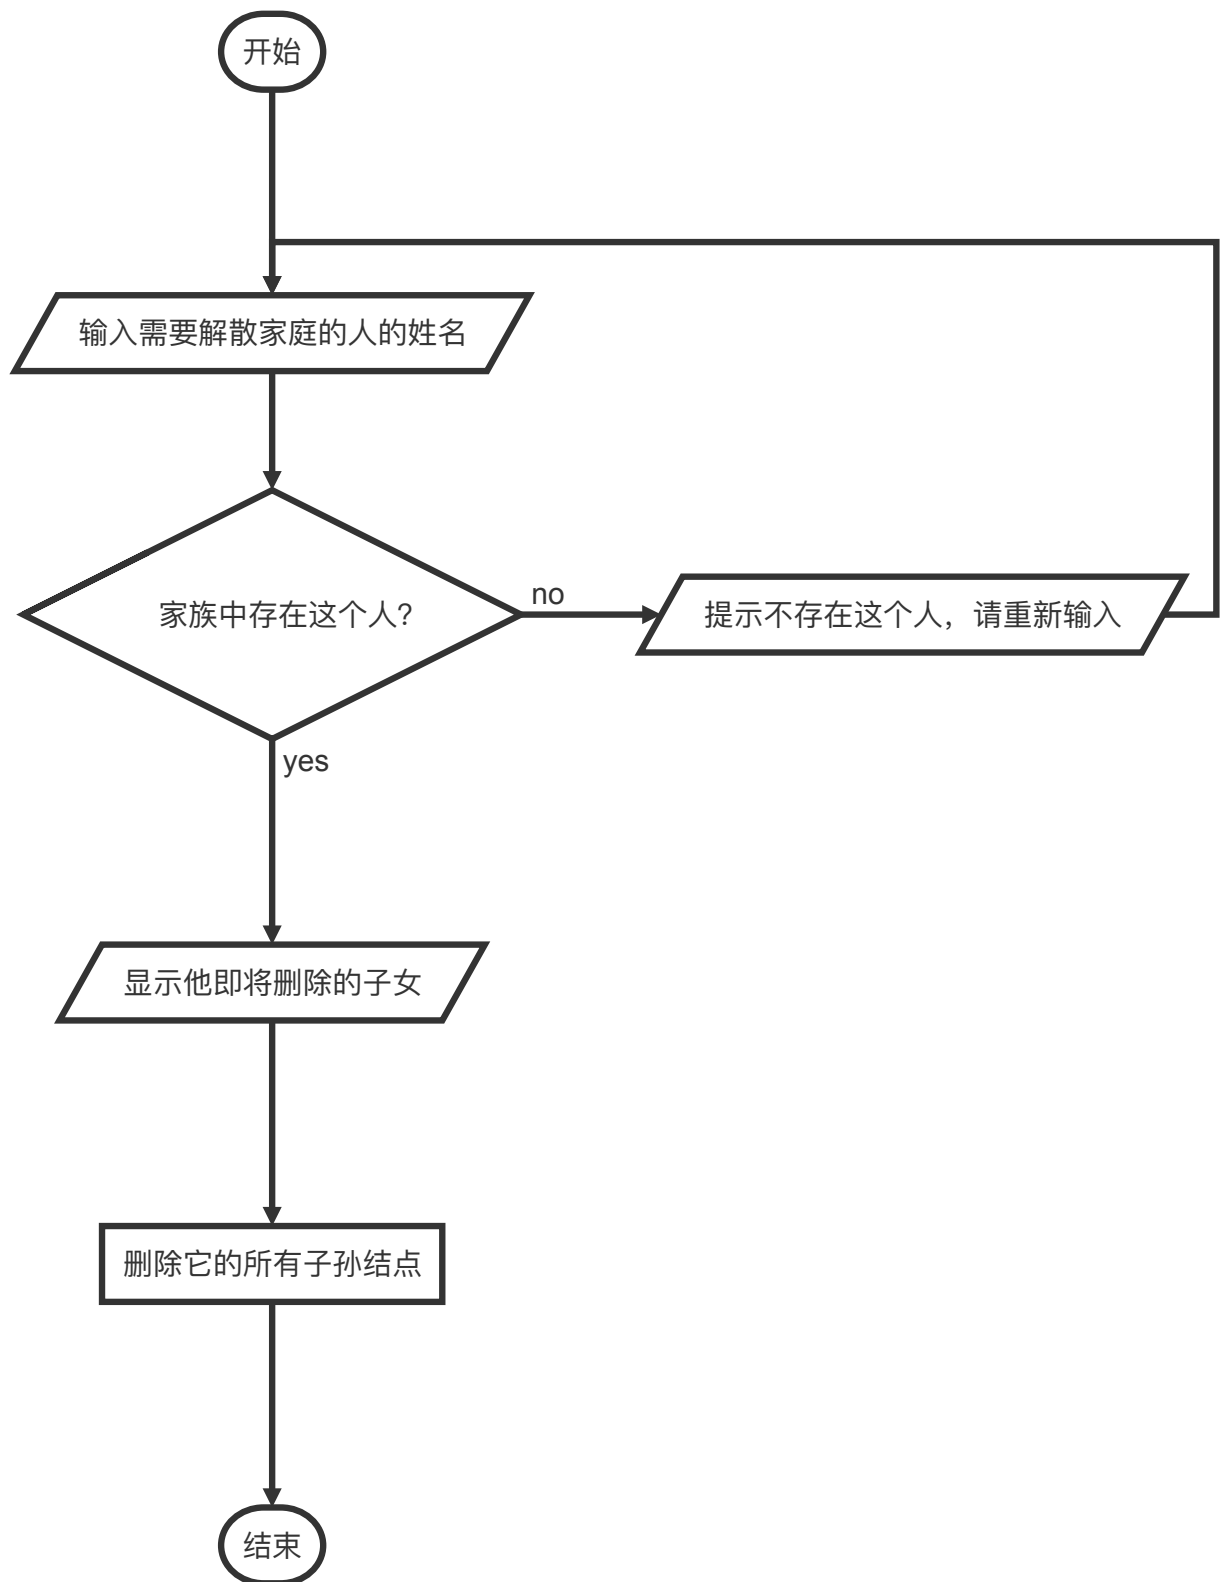 开始
输入需要解散家庭的人的姓名
家族中存在这个人？
no
提示不存在这个人，请重新输入
yes
显示他即将删除的子女
删除它的所有子孙结点
结束